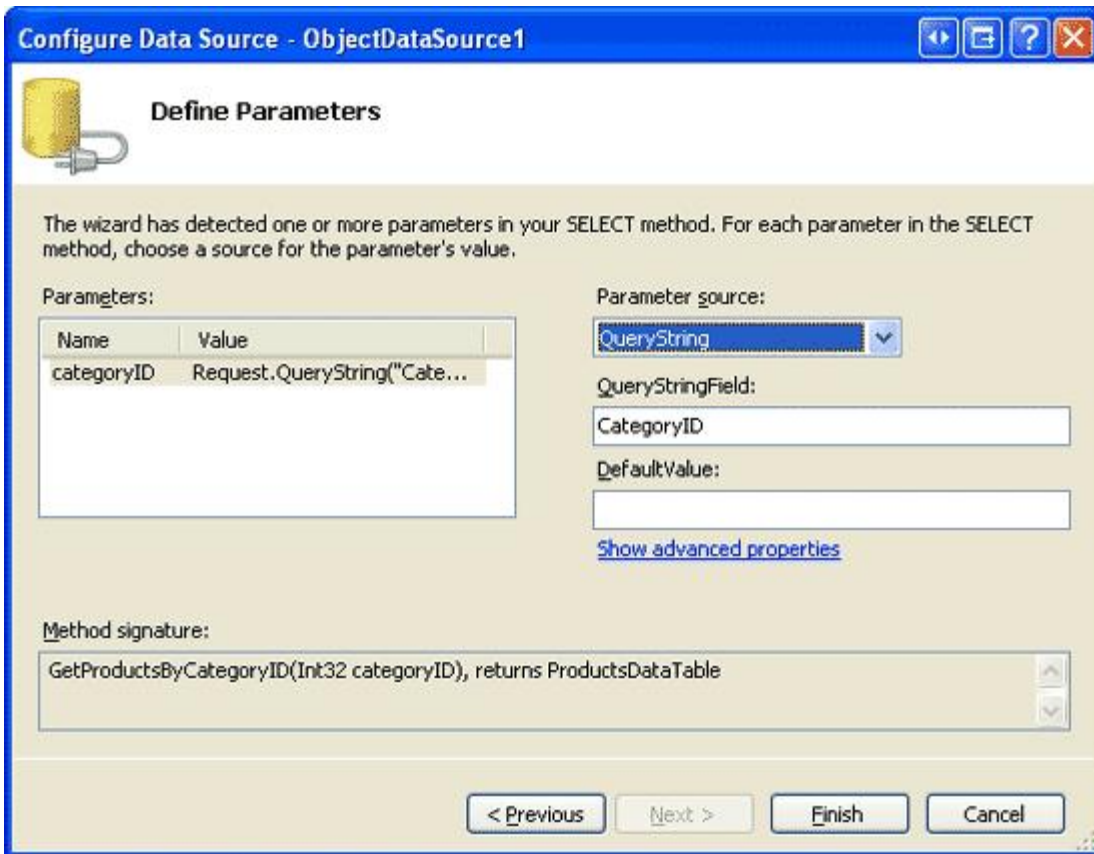 Configure Data Source - ObjectDataSource1
Define Parameters
The wizard has detected one or more parameters in your SELECT method. For each parameter in the SELECT
method, choose a source for the parameter's value.
Parameters:
Name Value
categoryID Request.QueryString("Cate...
Parameter source:
QueryString
QueryStringField:
CategoryID
DefaultValue:
Show advanced properties
Method signature:
GetProductsByCategoryID(Int32 categoryID), returns ProductsDataTable
< Previous Next > Finish Cancel